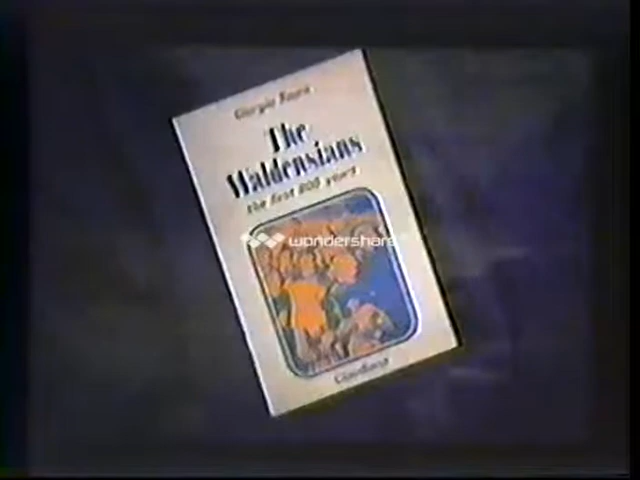 Giorgio Tourn
The
Waldensians
the first 800 years
wondershare
Claudiana